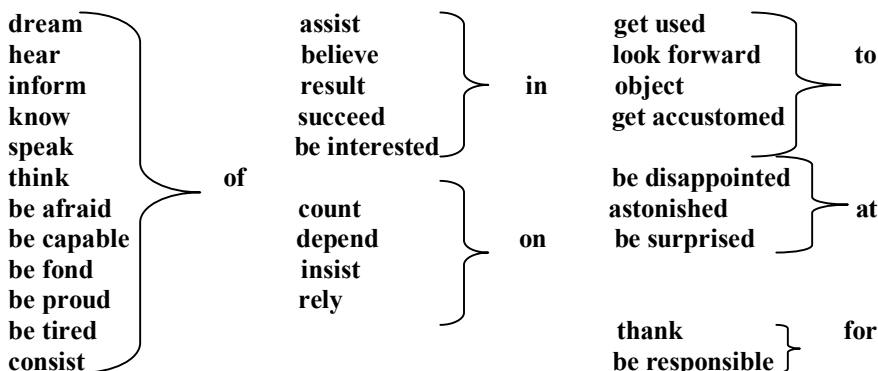 dream
hear
inform
know
speak
think
be afraid
be capable
be fond
be proud
be tired
consist
of
assist
believe
result
succeed
be interested
in
count
depend
insist
rely
on
get used
look forward
object
get accustomed
to
be disappointed
astonished
be surprised
at
thank
be responsible
for